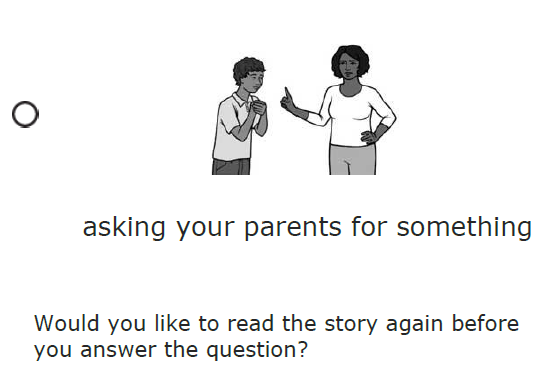 asking your parents for something
Would you like to read the story again before
you answer the question?